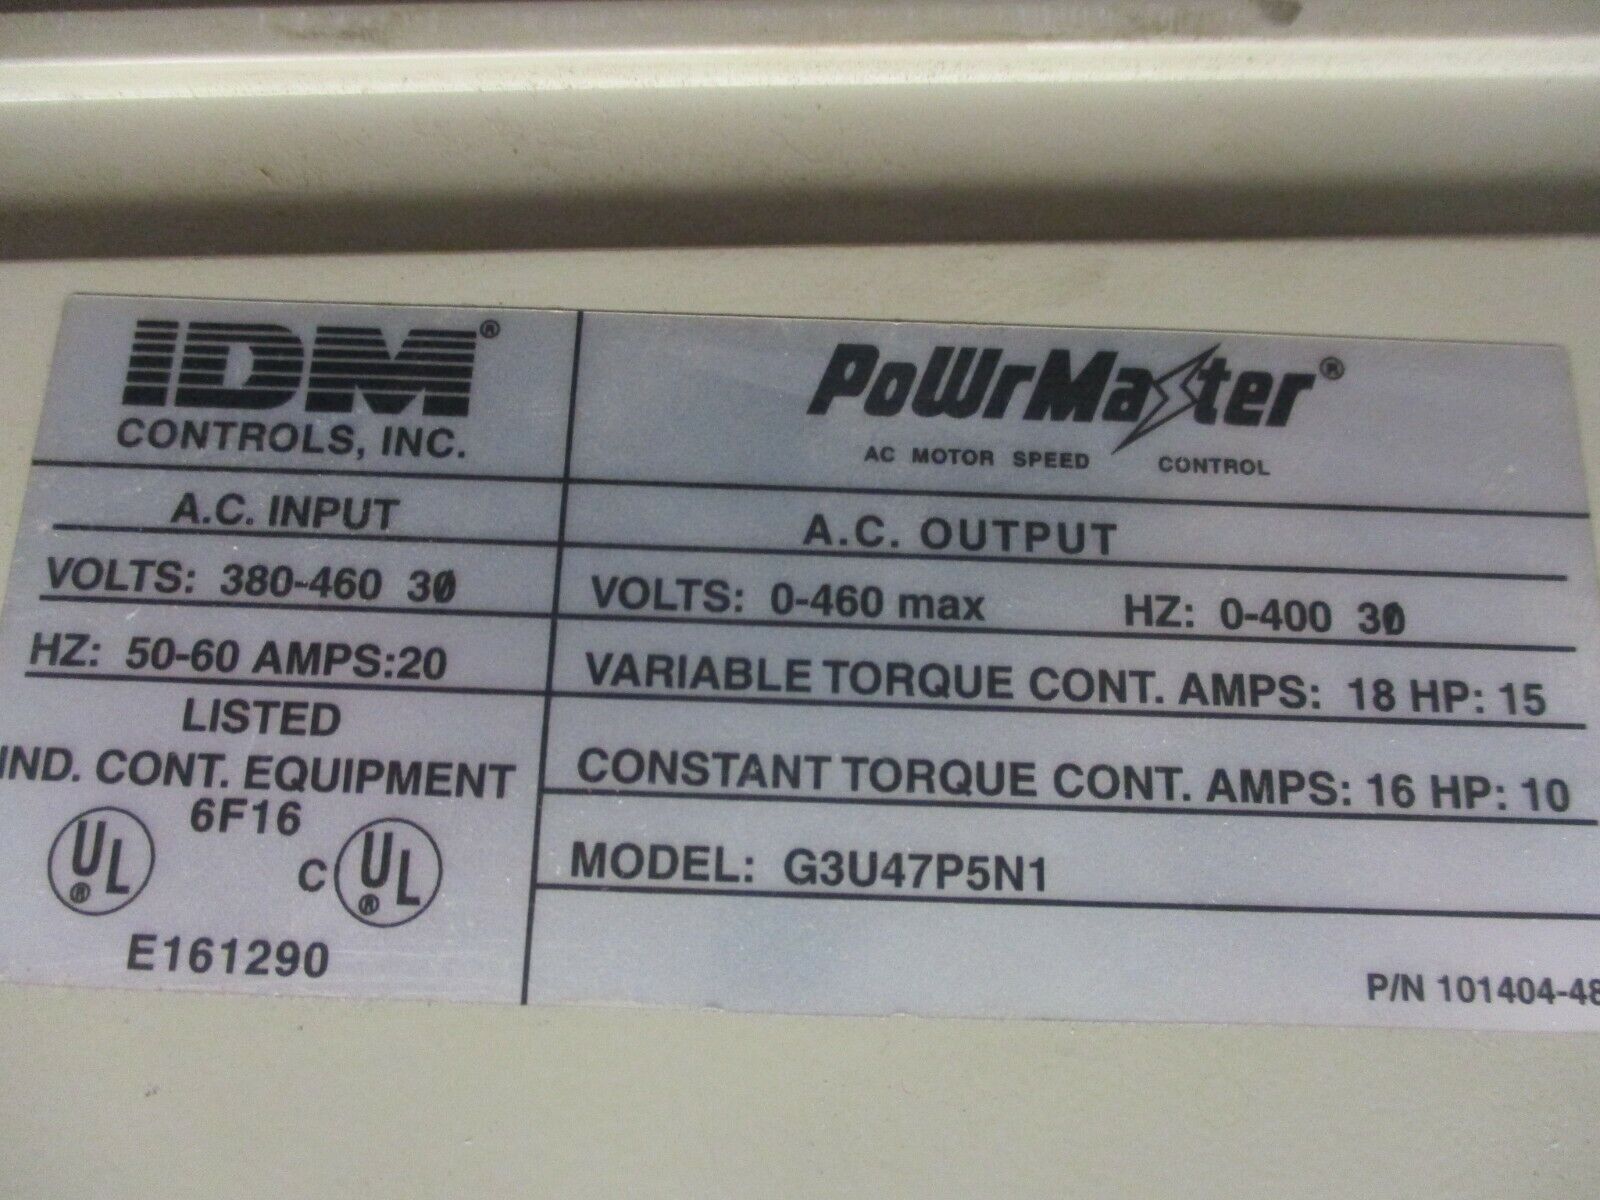 IDM®
CONTROLS, INC.
PoWrMaster®
AC MOTOR SPEED CONTROL
A.C. INPUT
VOLTS: 380-460 3Ø
HZ: 50-60 AMPS:20
LISTED
IND. CONT. EQUIPMENT
6F16
UL® C UL®
E161290
A.C. OUTPUT
VOLTS: 0-460 max HZ: 0-400 3Ø
VARIABLE TORQUE CONT. AMPS: 18 HP: 15
CONSTANT TORQUE CONT. AMPS: 16 HP: 10
MODEL: G3U47P5N1
P/N 101404-48